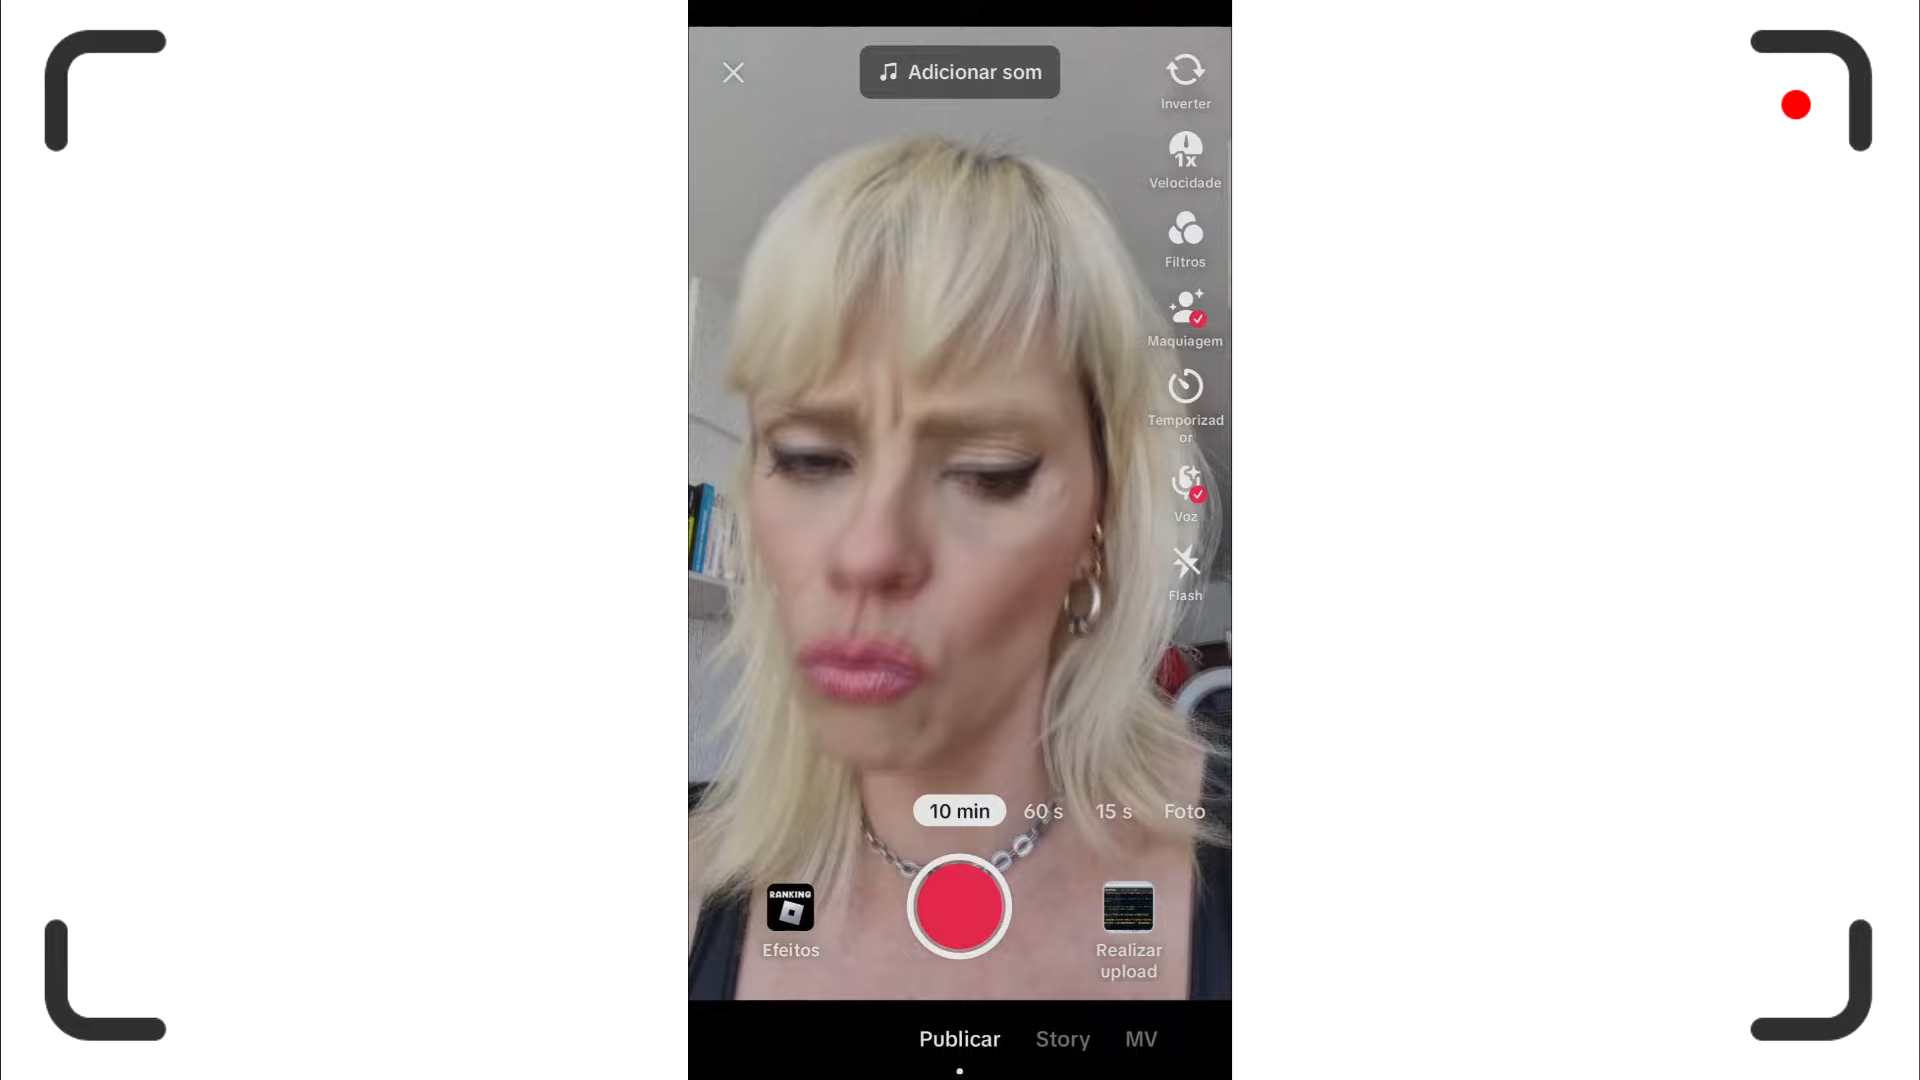 Adicionar som
Inverter
1x
Velocidade
Filtros
Maquiagem
Temporizad
or
Voz
Flash
10 min
60 s
15 s
Foto
RANKING
Efeitos
Realizar
upload
Publicar
Story
MV